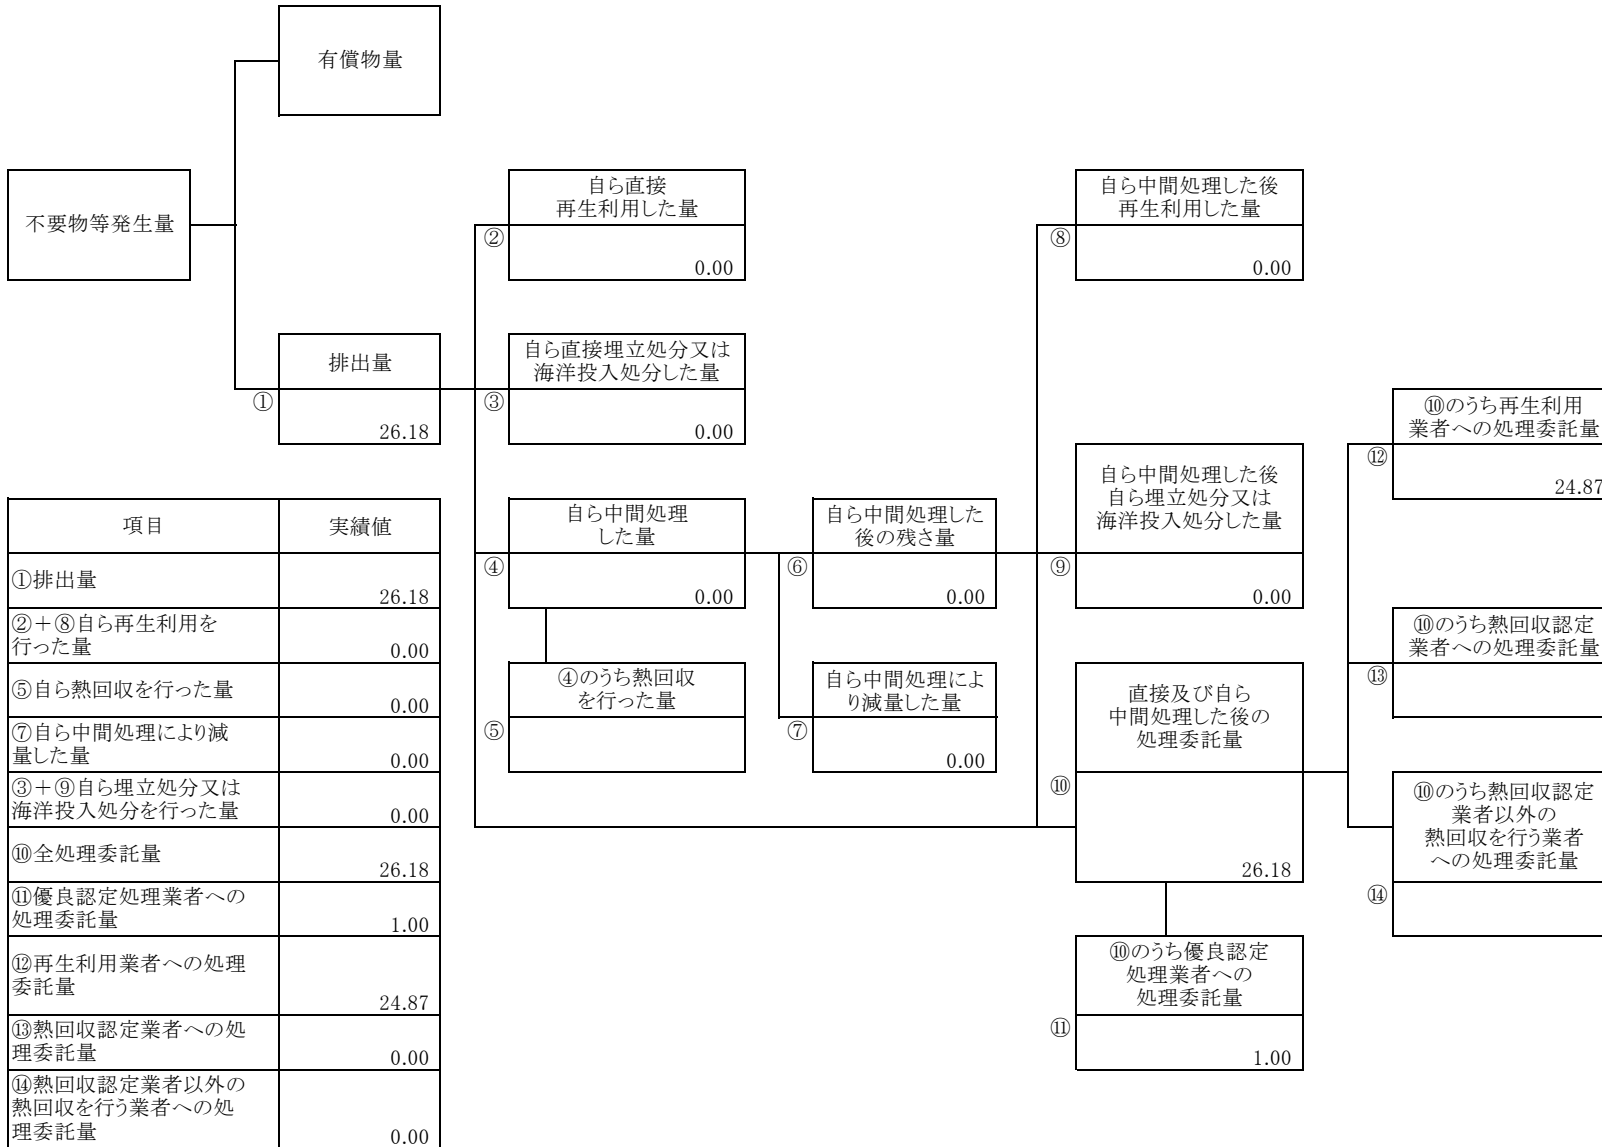 有償物量
不要物等発生量
排出量
①
26.18
自ら直接
再生利用した量
②
0.00
自ら直接埋立処分又は
海洋投入処分した量
③
0.00
自ら中間処理
した量
④
0.00
④のうち熱回収
を行った量
⑤
自ら中間処理した
後の残さ量
⑥
0.00
自ら中間処理によ
り減量した量
⑦
0.00
自ら中間処理した後
再生利用した量
⑧
0.00
自ら中間処理した後
自ら埋立処分又は
海洋投入処分した量
⑨
0.00
直接及び自ら
中間処理した後の
処理委託量
⑩
26.18
⑩のうち優良認定
処理業者への
処理委託量
⑪
1.00
⑩のうち再生利用
業者への処理委託量
⑫
24.87
⑩のうち熱回収認定
業者への処理委託量
⑬
⑩のうち熱回収認定
業者以外の
熱回収を行う業者
への処理委託量
⑭
項目 実績値
①排出量
26.18
②+⑧自ら再生利用を
行った量 0.00
⑤自ら熱回収を行った量
0.00
⑦自ら中間処理により減
量した量 0.00
③+⑨自ら埋立処分又は
海洋投入処分を行った量 0.00
⑩全処理委託量
26.18
⑪優良認定処理業者への
処理委託量 1.00
⑫再生利用業者への処理
委託量 24.87
⑬熱回収認定業者への処
理委託量 0.00
⑭熱回収認定業者以外の
熱回収を行う業者への処
理委託量 0.00